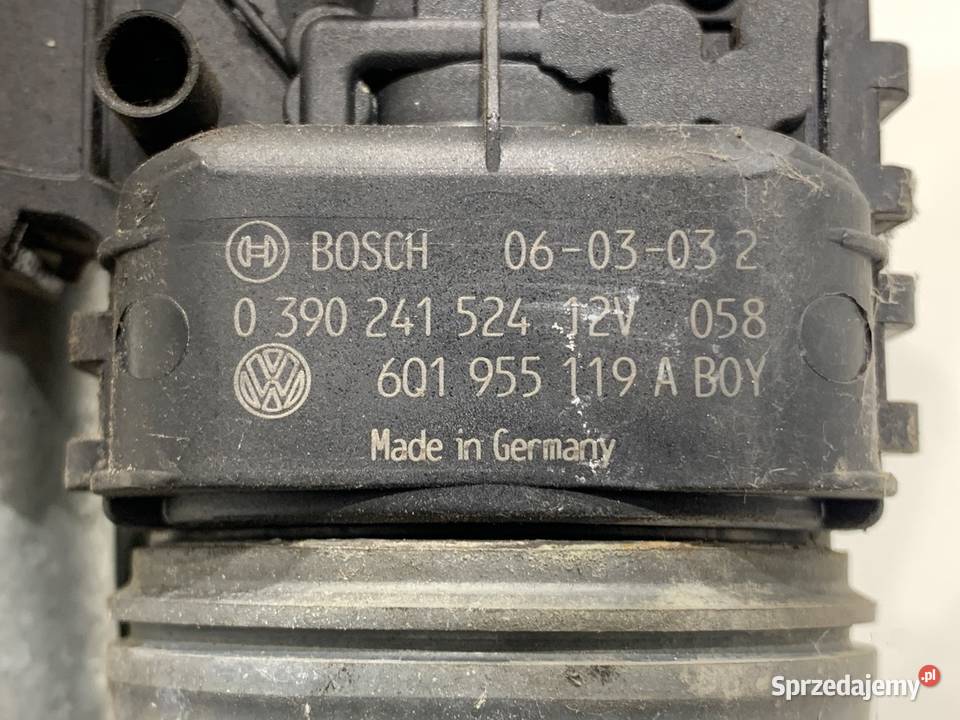 BOSCH 06-03-03 2
0 390 241 524 12V 058
6Q1 955 119 A BOY
Made in Germany
Sprzedajemy.pl